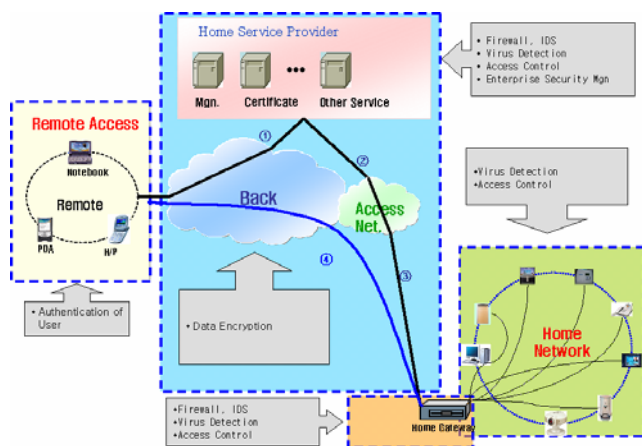 Home Service Provider
Mgn.
Certificate
Other Service
• Firewall, IDS
• Virus Detection
• Access Control
• Enterprise Security Mgn
Remote Access
Notebook
Remote
PDA
H/P
①
②
Back
Access
Net.
③
④
• Virus Detection
• Access Control
• Authentication of
User
• Data Encryption
Home
Network
• Firewall, IDS
• Virus Detection
• Access Control
Home Gateway